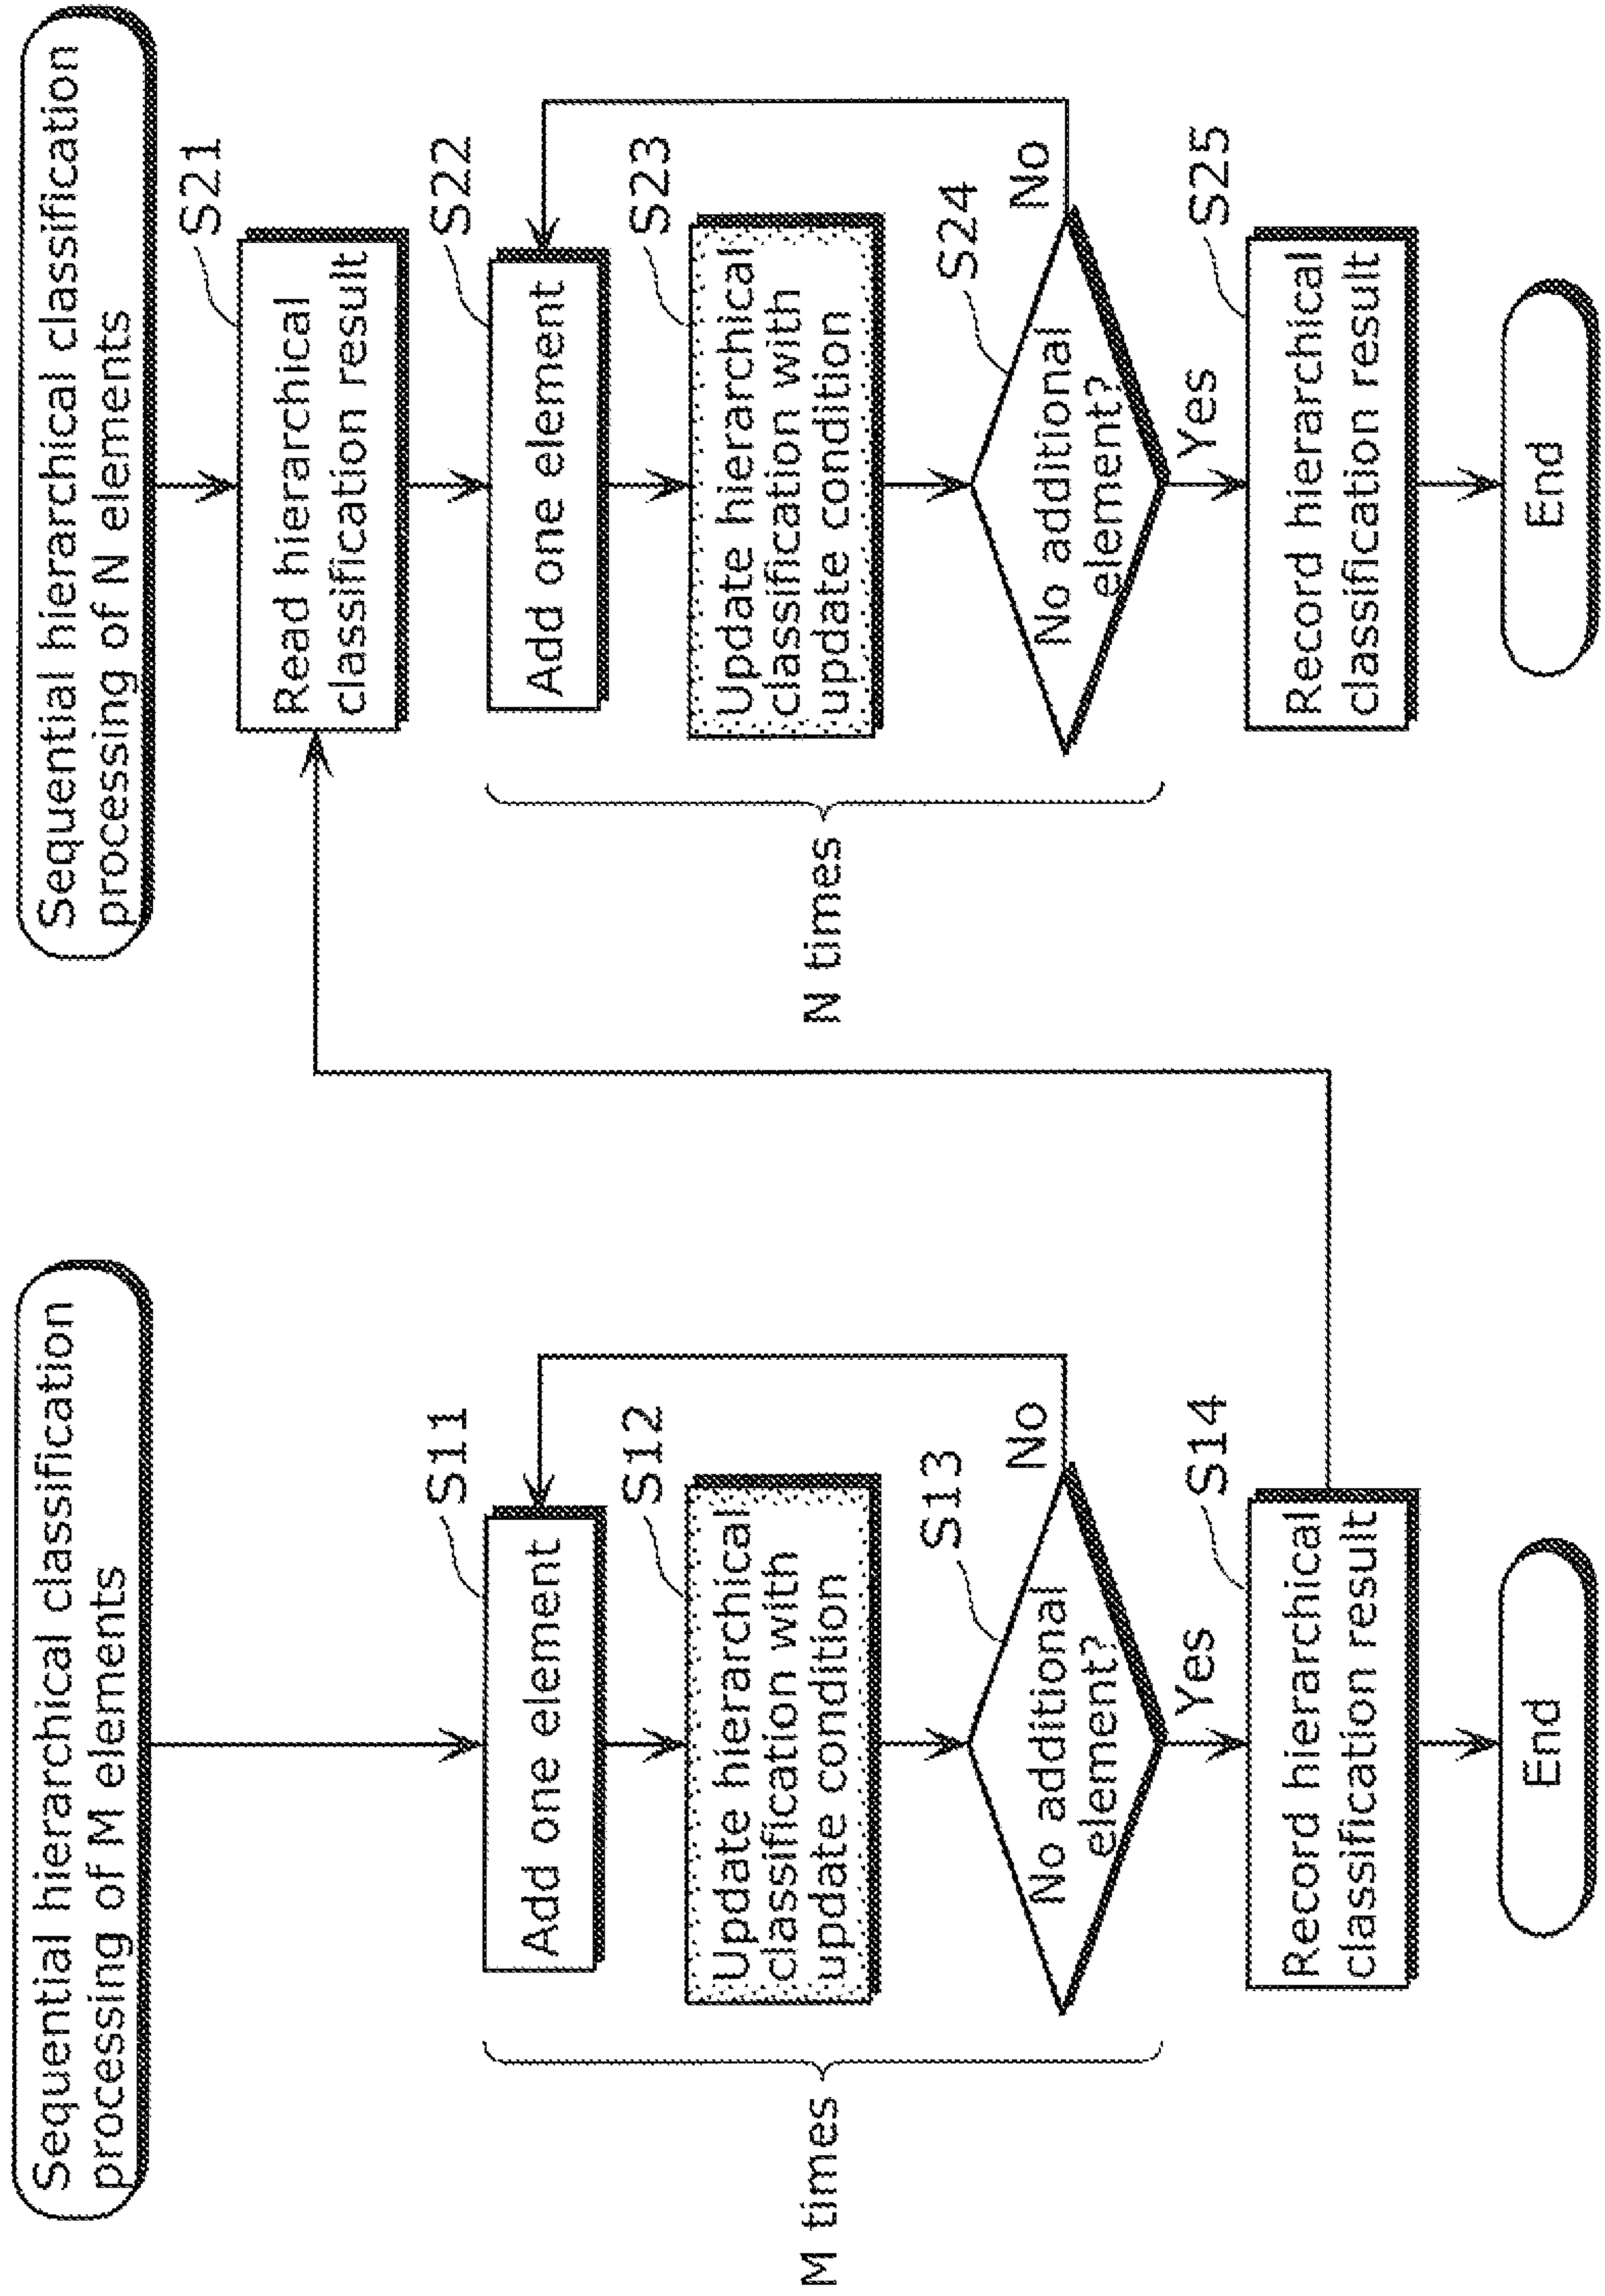 Sequential hierarchical classification
processing of M elements
S11
Add one element
S12
Update hierarchical
classification with
update condition
S13
No additional
element?
No
Yes
S14
Record hierarchical
classification result
End
M times
Sequential hierarchical classification
processing of N elements
S21
Read hierarchical
classification result
S22
Add one element
S23
Update hierarchical
classification with
update condition
S24
No additional
element?
No
Yes
S25
Record hierarchical
classification result
End
N times